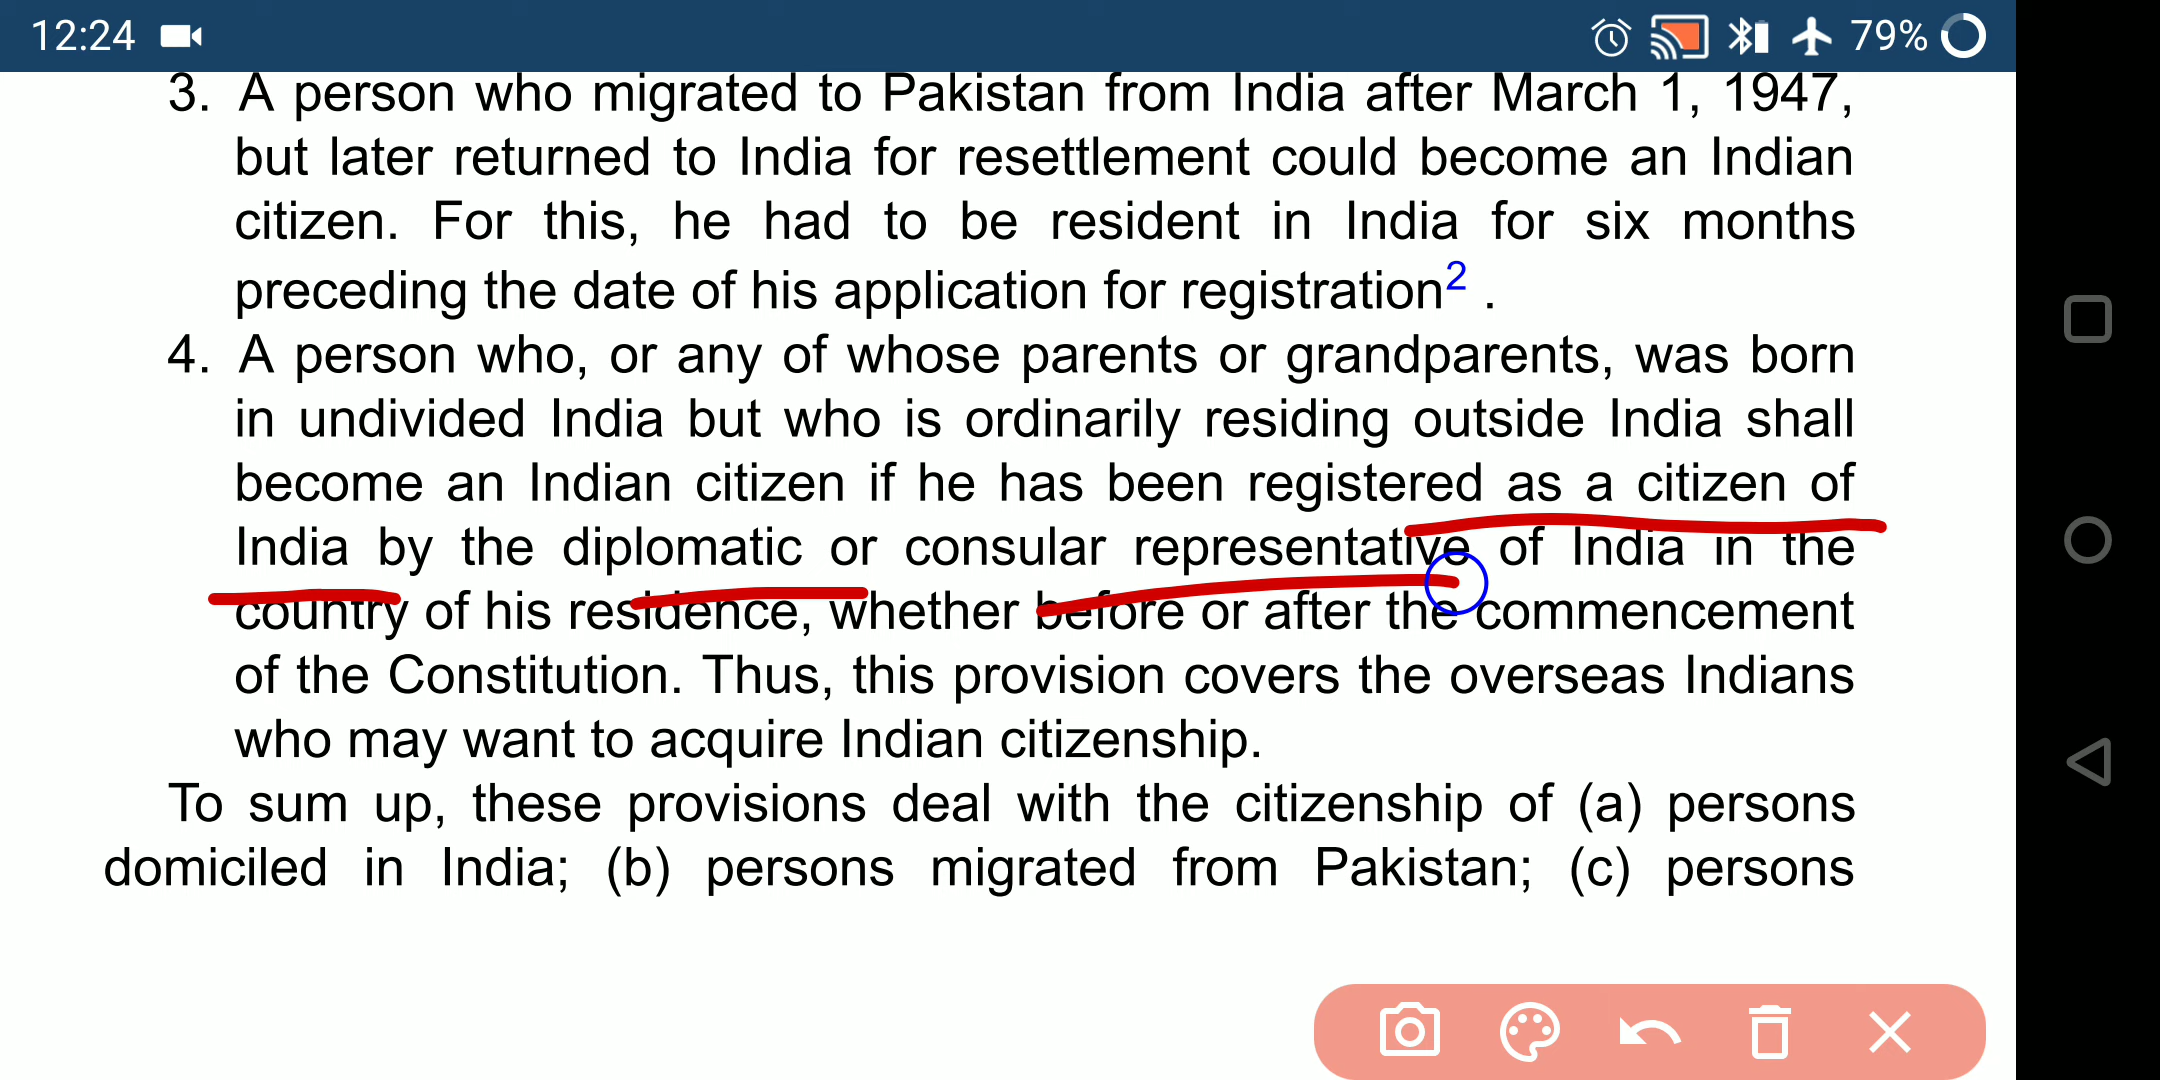 12:24
79%
3. A person who migrated to Pakistan from India after March 1, 1947,
but later returned to India for resettlement could become an Indian
citizen. For this, he had to be resident in India for six months
preceding the date of his application for registration2 .
4. A person who, or any of whose parents or grandparents, was born
in undivided India but who is ordinarily residing outside India shall
become an Indian citizen if he has been registered as a citizen of
India by the diplomatic or consular representative of India in the
country of his residence, whether before or after the commencement
of the Constitution. Thus, this provision covers the overseas Indians
who may want to acquire Indian citizenship.
To sum up, these provisions deal with the citizenship of (a) persons
domiciled in India; (b) persons migrated from Pakistan; (c) persons